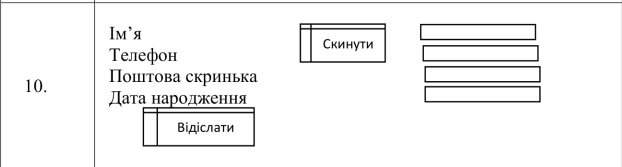 10.
Ім’я
Скинути
Телефон
Поштова скринька
Дата народження
Відіслати